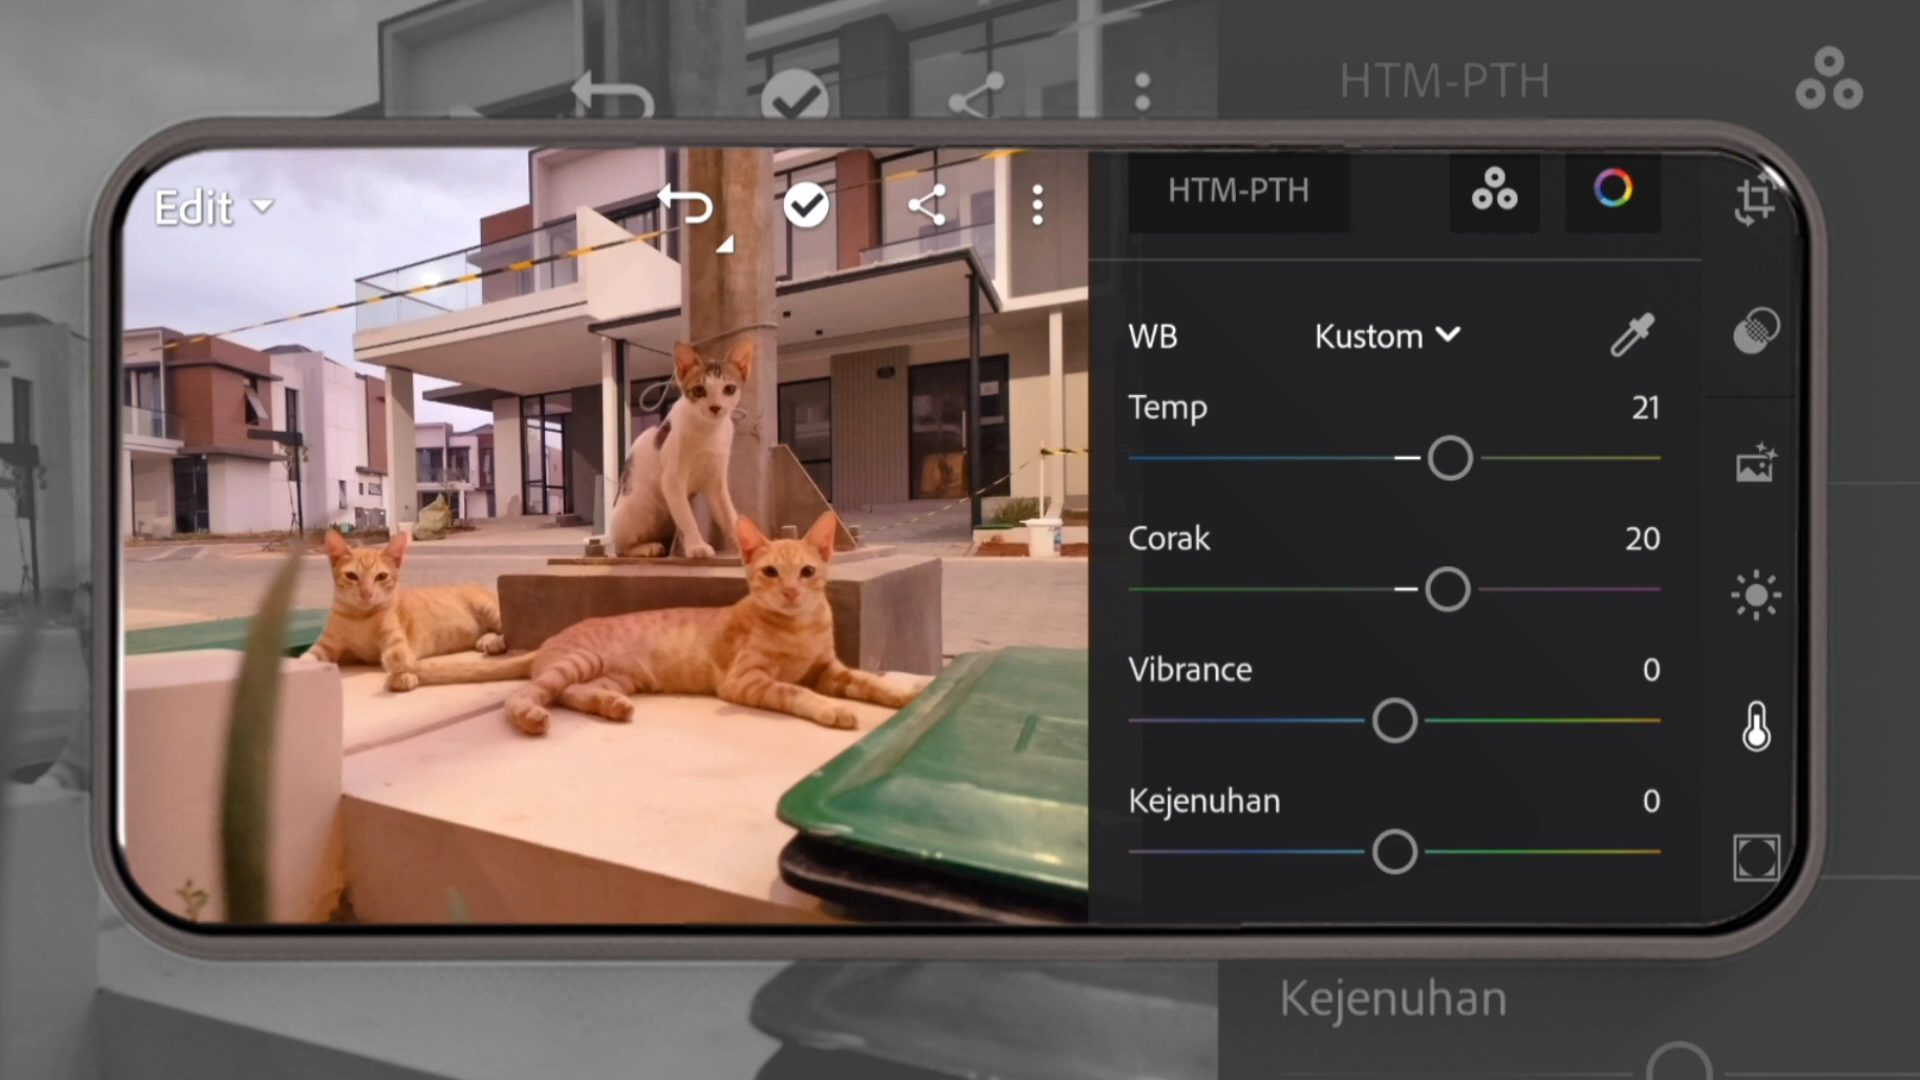 HTM-PTH
Edit
HTM-PTH
WB Kustom
Temp 21
Corak 20
Vibrance 0
Kejenuhan 0
Kejenuhan